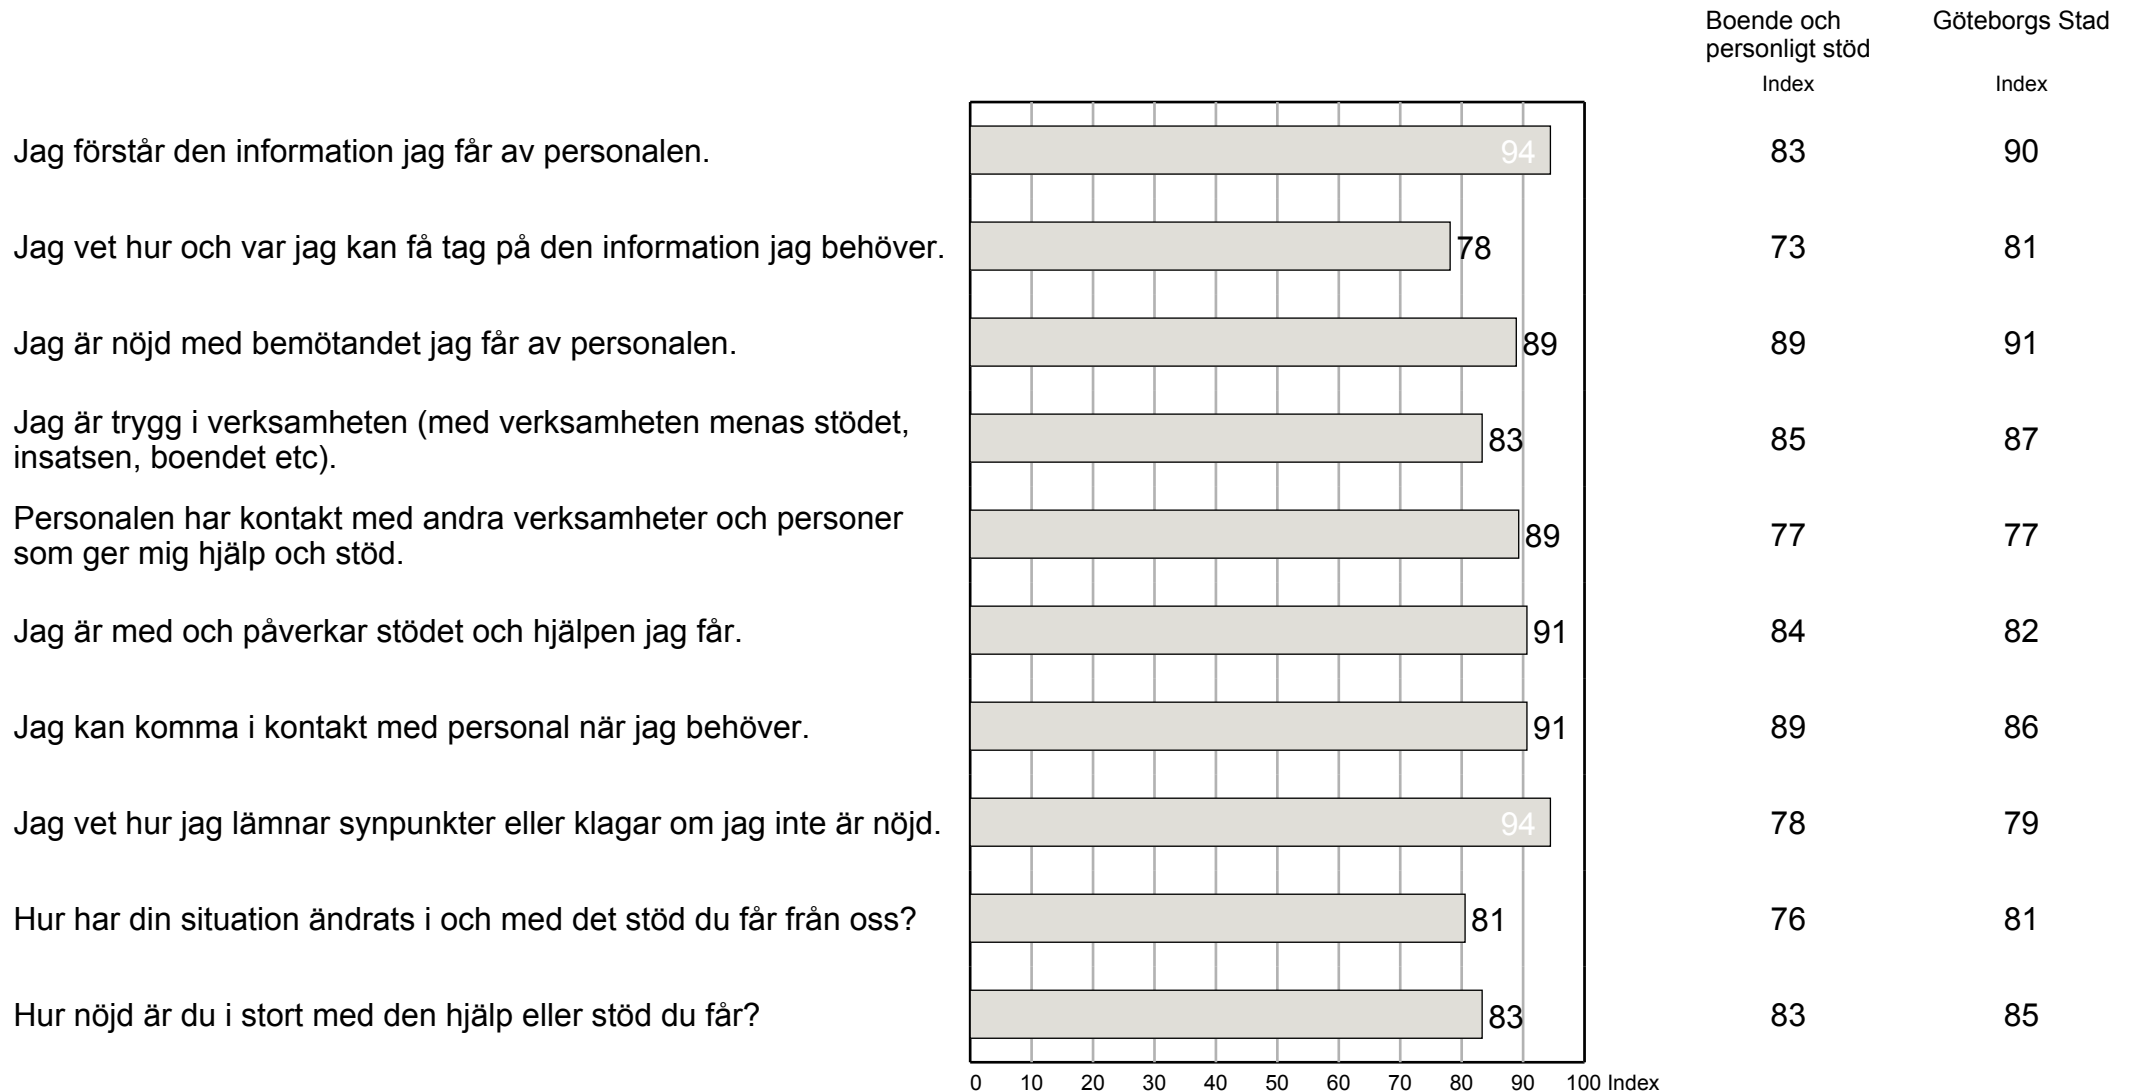 Boende och Göteborgs Stad
personligt stöd
Index Index
Jag förstår den information jag får av personalen. 94 83 90
Jag vet hur och var jag kan få tag på den information jag behöver. 78 73 81
Jag är nöjd med bemötandet jag får av personalen. 89 89 91
Jag är trygg i verksamheten (med verksamheten menas stödet,
insatsen, boendet etc). 83 85 87
Personalen har kontakt med andra verksamheter och personer
som ger mig hjälp och stöd. 89 77 77
Jag är med och påverkar stödet och hjälpen jag får. 91 84 82
Jag kan komma i kontakt med personal när jag behöver. 91 89 86
Jag vet hur jag lämnar synpunkter eller klagar om jag inte är nöjd. 94 78 79
Hur har din situation ändrats i och med det stöd du får från oss? 81 76 81
Hur nöjd är du i stort med den hjälp eller stöd du får? 83 83 85
0 10 20 30 40 50 60 70 80 90 100 Index